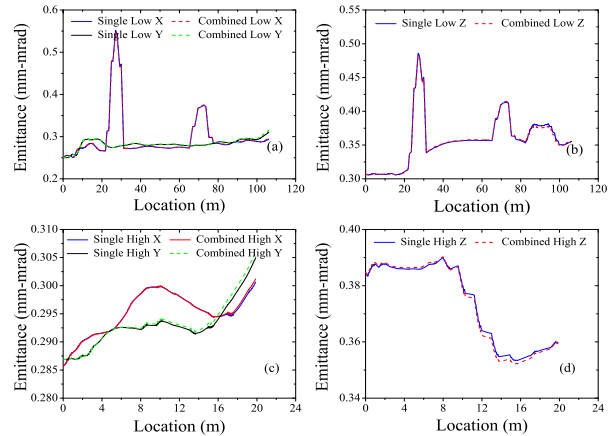 Single Low X
Combined Low X
Single Low Y
Combined Low Y
Emittance (mm-mrad)
0.6
0.5
0.4
0.3
0.2
(a)
0
20
40
60
80
100
120
Location (m)
Single Low Z
Combined Low Z
Emittance (mm-mrad)
0.50
0.45
0.40
0.35
0.30
(b)
0
20
40
60
80
100
120
Location (m)
Single High X
Combined High X
Single High Y
Combined High Y
Emittance (mm-mrad)
0.310
0.305
0.300
0.295
0.290
0.285
0.280
(c)
0
4
8
12
16
20
24
Location (m)
Single High Z
Combined High Z
Emittance (mm-mrad)
0.40
0.38
0.36
0.34
(d)
0
4
8
12
16
20
24
Location (m)